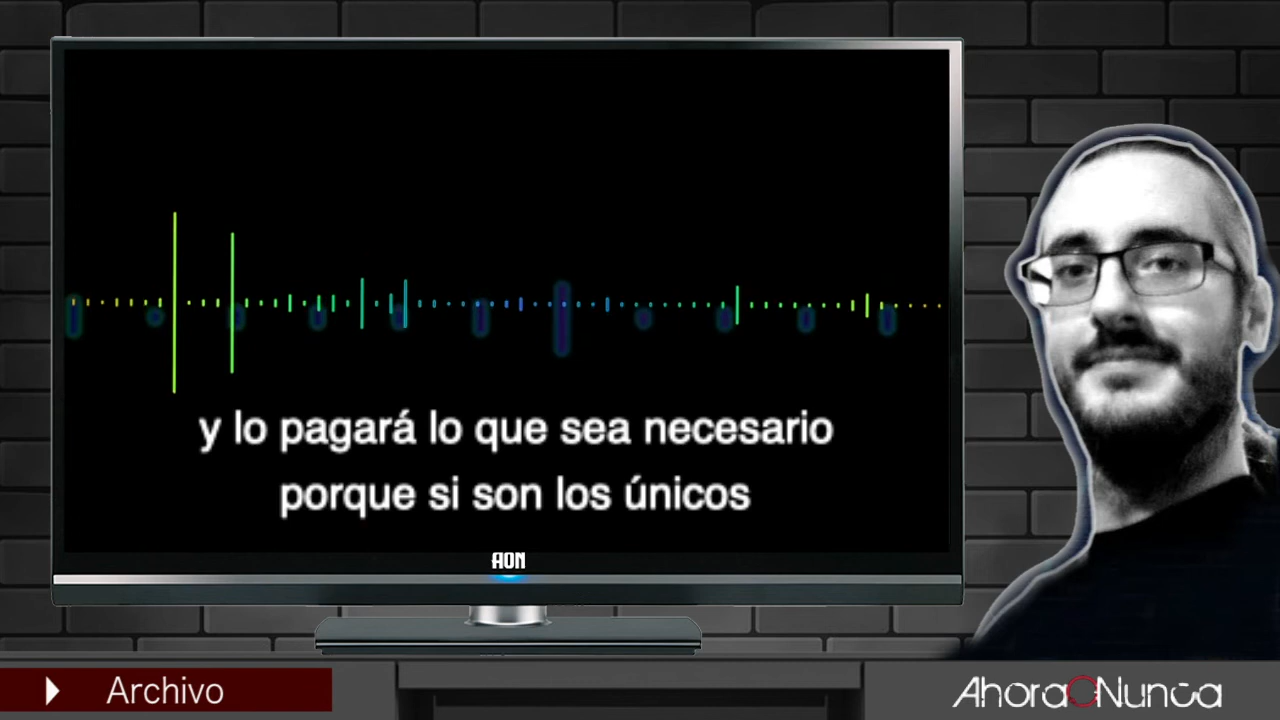 y lo pagará lo que sea necesario
porque si son los únicos
AON
Archivo
AhoraONunca